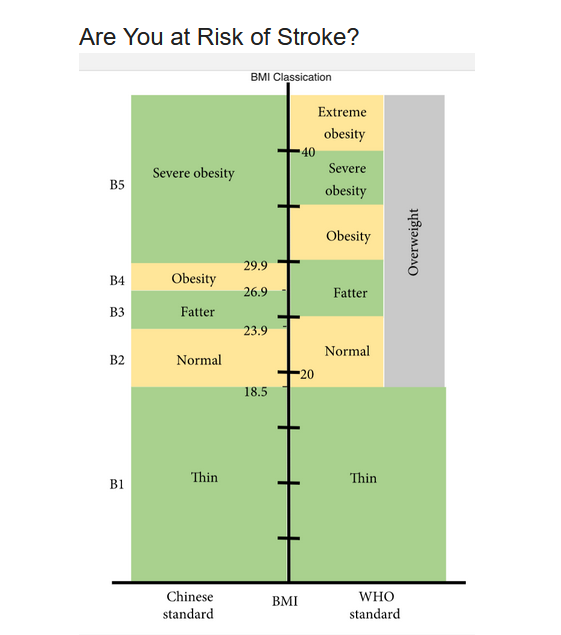 Are You at Risk of Stroke?
BMI Classication
Extreme
obesity
40
Severe
obesity
Severe obesity
B5
Overweight
Obesity
29.9
B4
Obesity
26.9
Fatter
B3
Fatter
23.9
Normal
B2
Normal
20
18.5
B1
Thin
Thin
Chinese
standard
BMI
WHO
standard